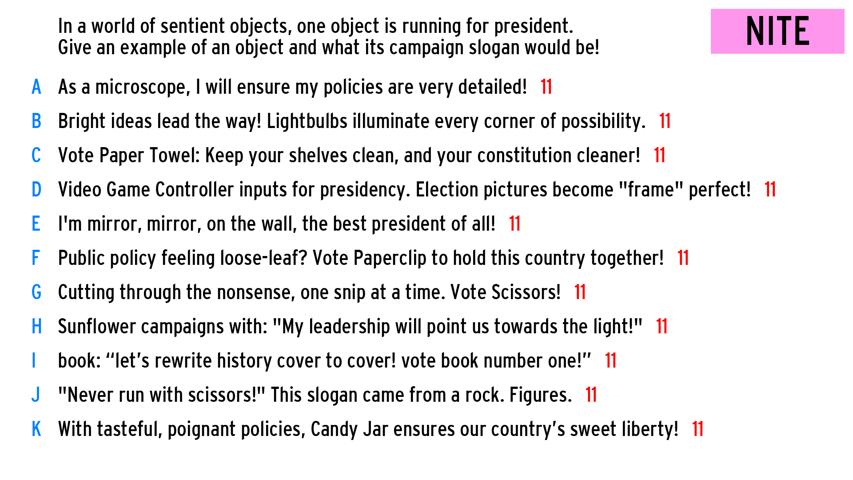 In a world of sentient objects, one object is running for president.
Give an example of an object and what its campaign slogan would be!
NITE
A As a microscope, I will ensure my policies are very detailed! 11
B Bright ideas lead the way! Lightbulbs illuminate every corner of possibility. 11
C Vote Paper Towel: Keep your shelves clean, and your constitution cleaner! 11
D Video Game Controller inputs for presidency. Election pictures become "frame" perfect! 11
E I'm mirror, mirror, on the wall, the best president of all! 11
F Public policy feeling loose-leaf? Vote Paperclip to hold this country together! 11
G Cutting through the nonsense, one snip at a time. Vote Scissors! 11
H Sunflower campaigns with: "My leadership will point us towards the light!" 11
I book: “let’s rewrite history cover to cover! vote book number one!” 11
J "Never run with scissors!" This slogan came from a rock. Figures. 11
K With tasteful, poignant policies, Candy Jar ensures our country’s sweet liberty! 11